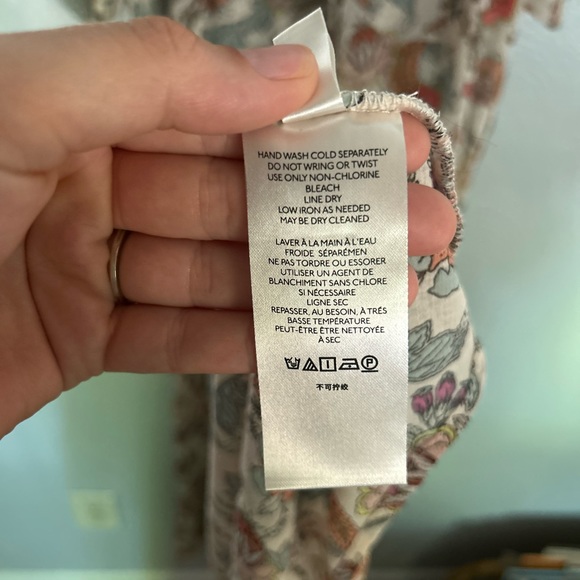 HAND WASH COLD SEPARATELY
DO NOT WRING OR TWIST
USE ONLY NON-CHLORINE
BLEACH
LINE DRY
LOW IRON AS NEEDED
MAY BE DRY CLEANED
LAVER À LA MAIN À L'EAU
FROIDE SÉPARÉMEN
NE PAS TORDRE OU ESSORER
UTILISER UN AGENT DE
BLANCHIMENT SANS CHLORE
SI NÉCESSAIRE
LIGNE SEC
REPASSER, AU BESOIN, À TRÉS
BASSE TEMPÉRATURE
PEUT-ÊTRE ÊTRE NETTOYÉE
À SEC
P
不可拧绞